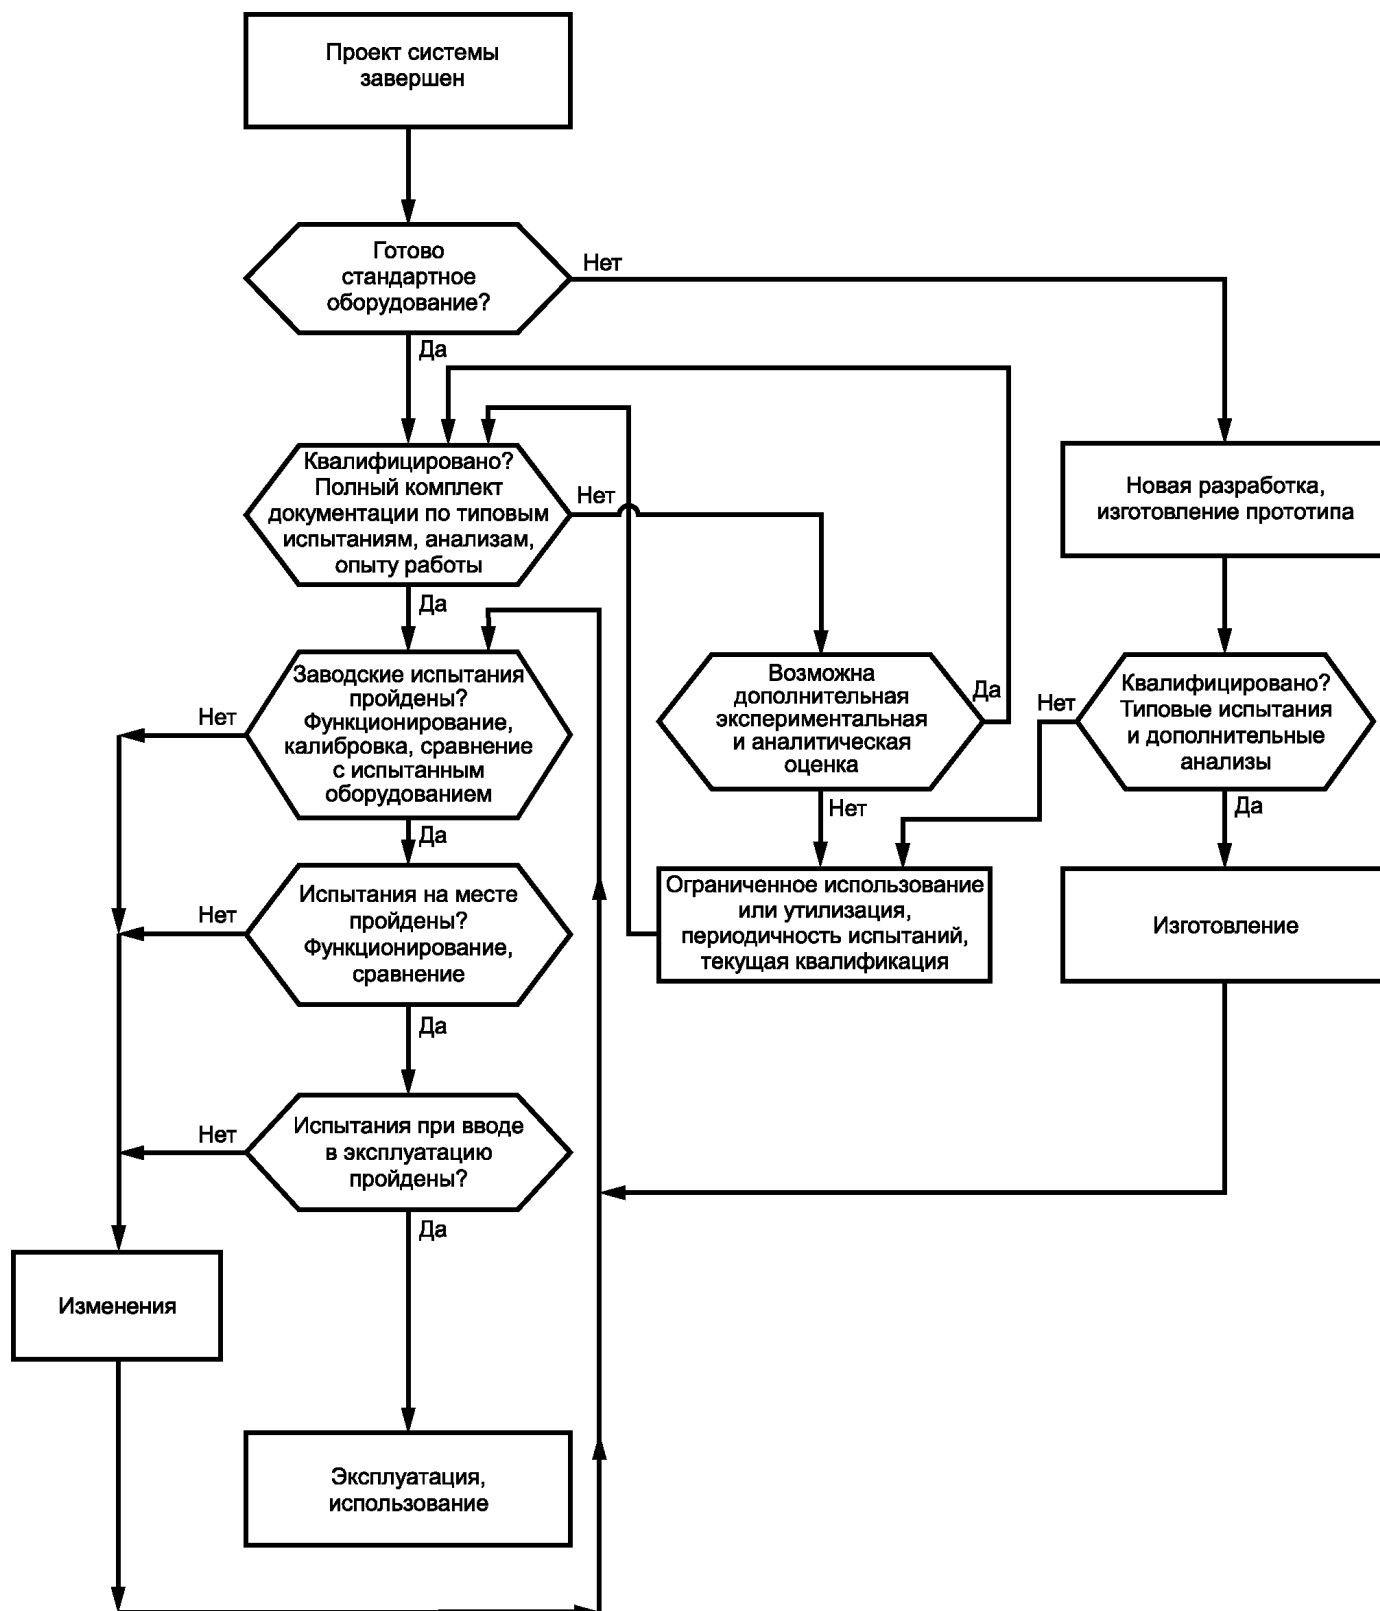 Проект системы
завершен
Готово
стандартное
оборудование?
Нет
Да
Квалифицировано?
Полный комплект
документации по типовым
испытаниям, анализам,
опыту работы
Нет
Да
Новая разработка,
изготовление прототипа
Заводские испытания
пройдены?
Функционирование,
калибровка, сравнение
с испытанным
оборудованием
Нет
Да
Возможна
дополнительная
экспериментальная
и аналитическая
оценка
Да
Нет
Квалифицировано?
Типовые испытания
и дополнительные
анализы
Нет
Да
Испытания на месте
пройдены?
Функционирование,
сравнение
Нет
Да
Ограниченное использование
или утилизация,
периодичность испытаний,
текущая квалификация
Изготовление
Испытания при вводе
в эксплуатацию
пройдены?
Нет
Да
Изменения
Эксплуатация,
использование